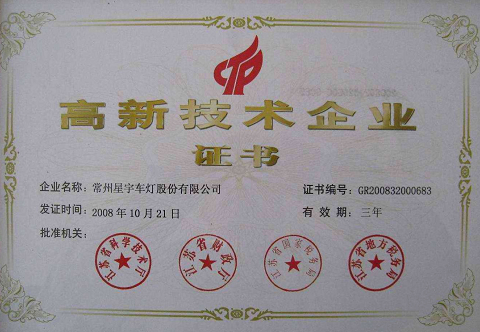 高新技术企业
证书
企业名称：常州星宇车灯股份有限公司
证书编号：GR200832000683
发证时间：2008年10月21日
有效期：三年
批准机关：
江苏省科学技术厅
江苏省财政厅
江苏省国家税务局
江苏省地方税务局